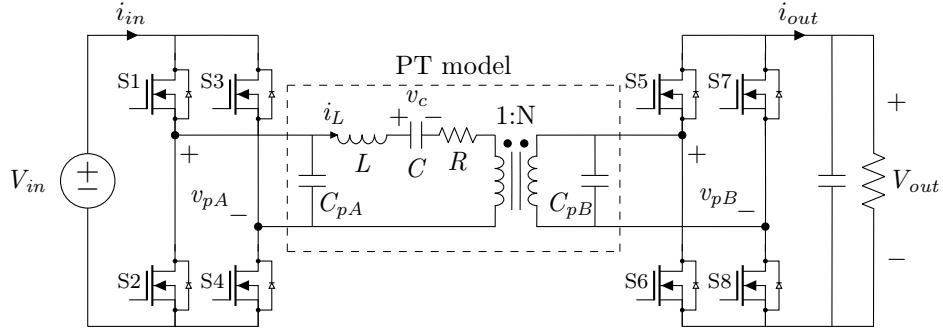 i_in
i_out
S1
S3
PT model
S5
S7
i_L
v_c
1:N
+
−
+
+
+
L
C
R
V_in
+
−
v_pA
−
C_pA
C_pB
v_pB
−
V_out
S2
S4
S6
S8
−